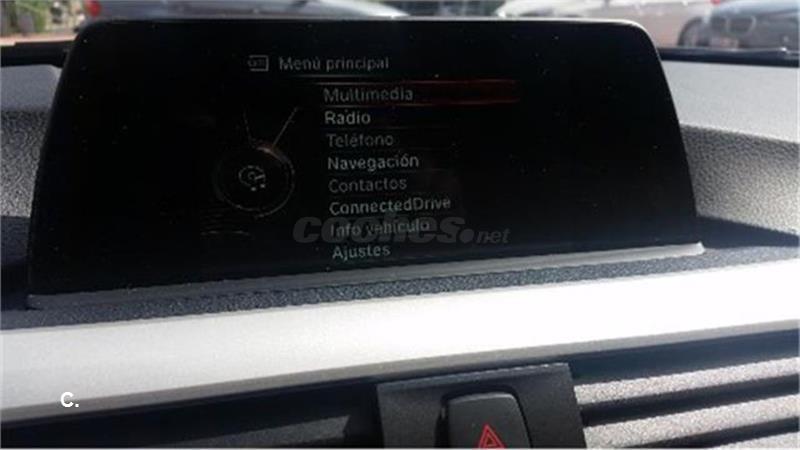 Menú principal
Multimedia
Radio
Teléfono
Navegación
Contactos
ConnectedDrive
Info vehículo
Ajustes
coches.net
C.